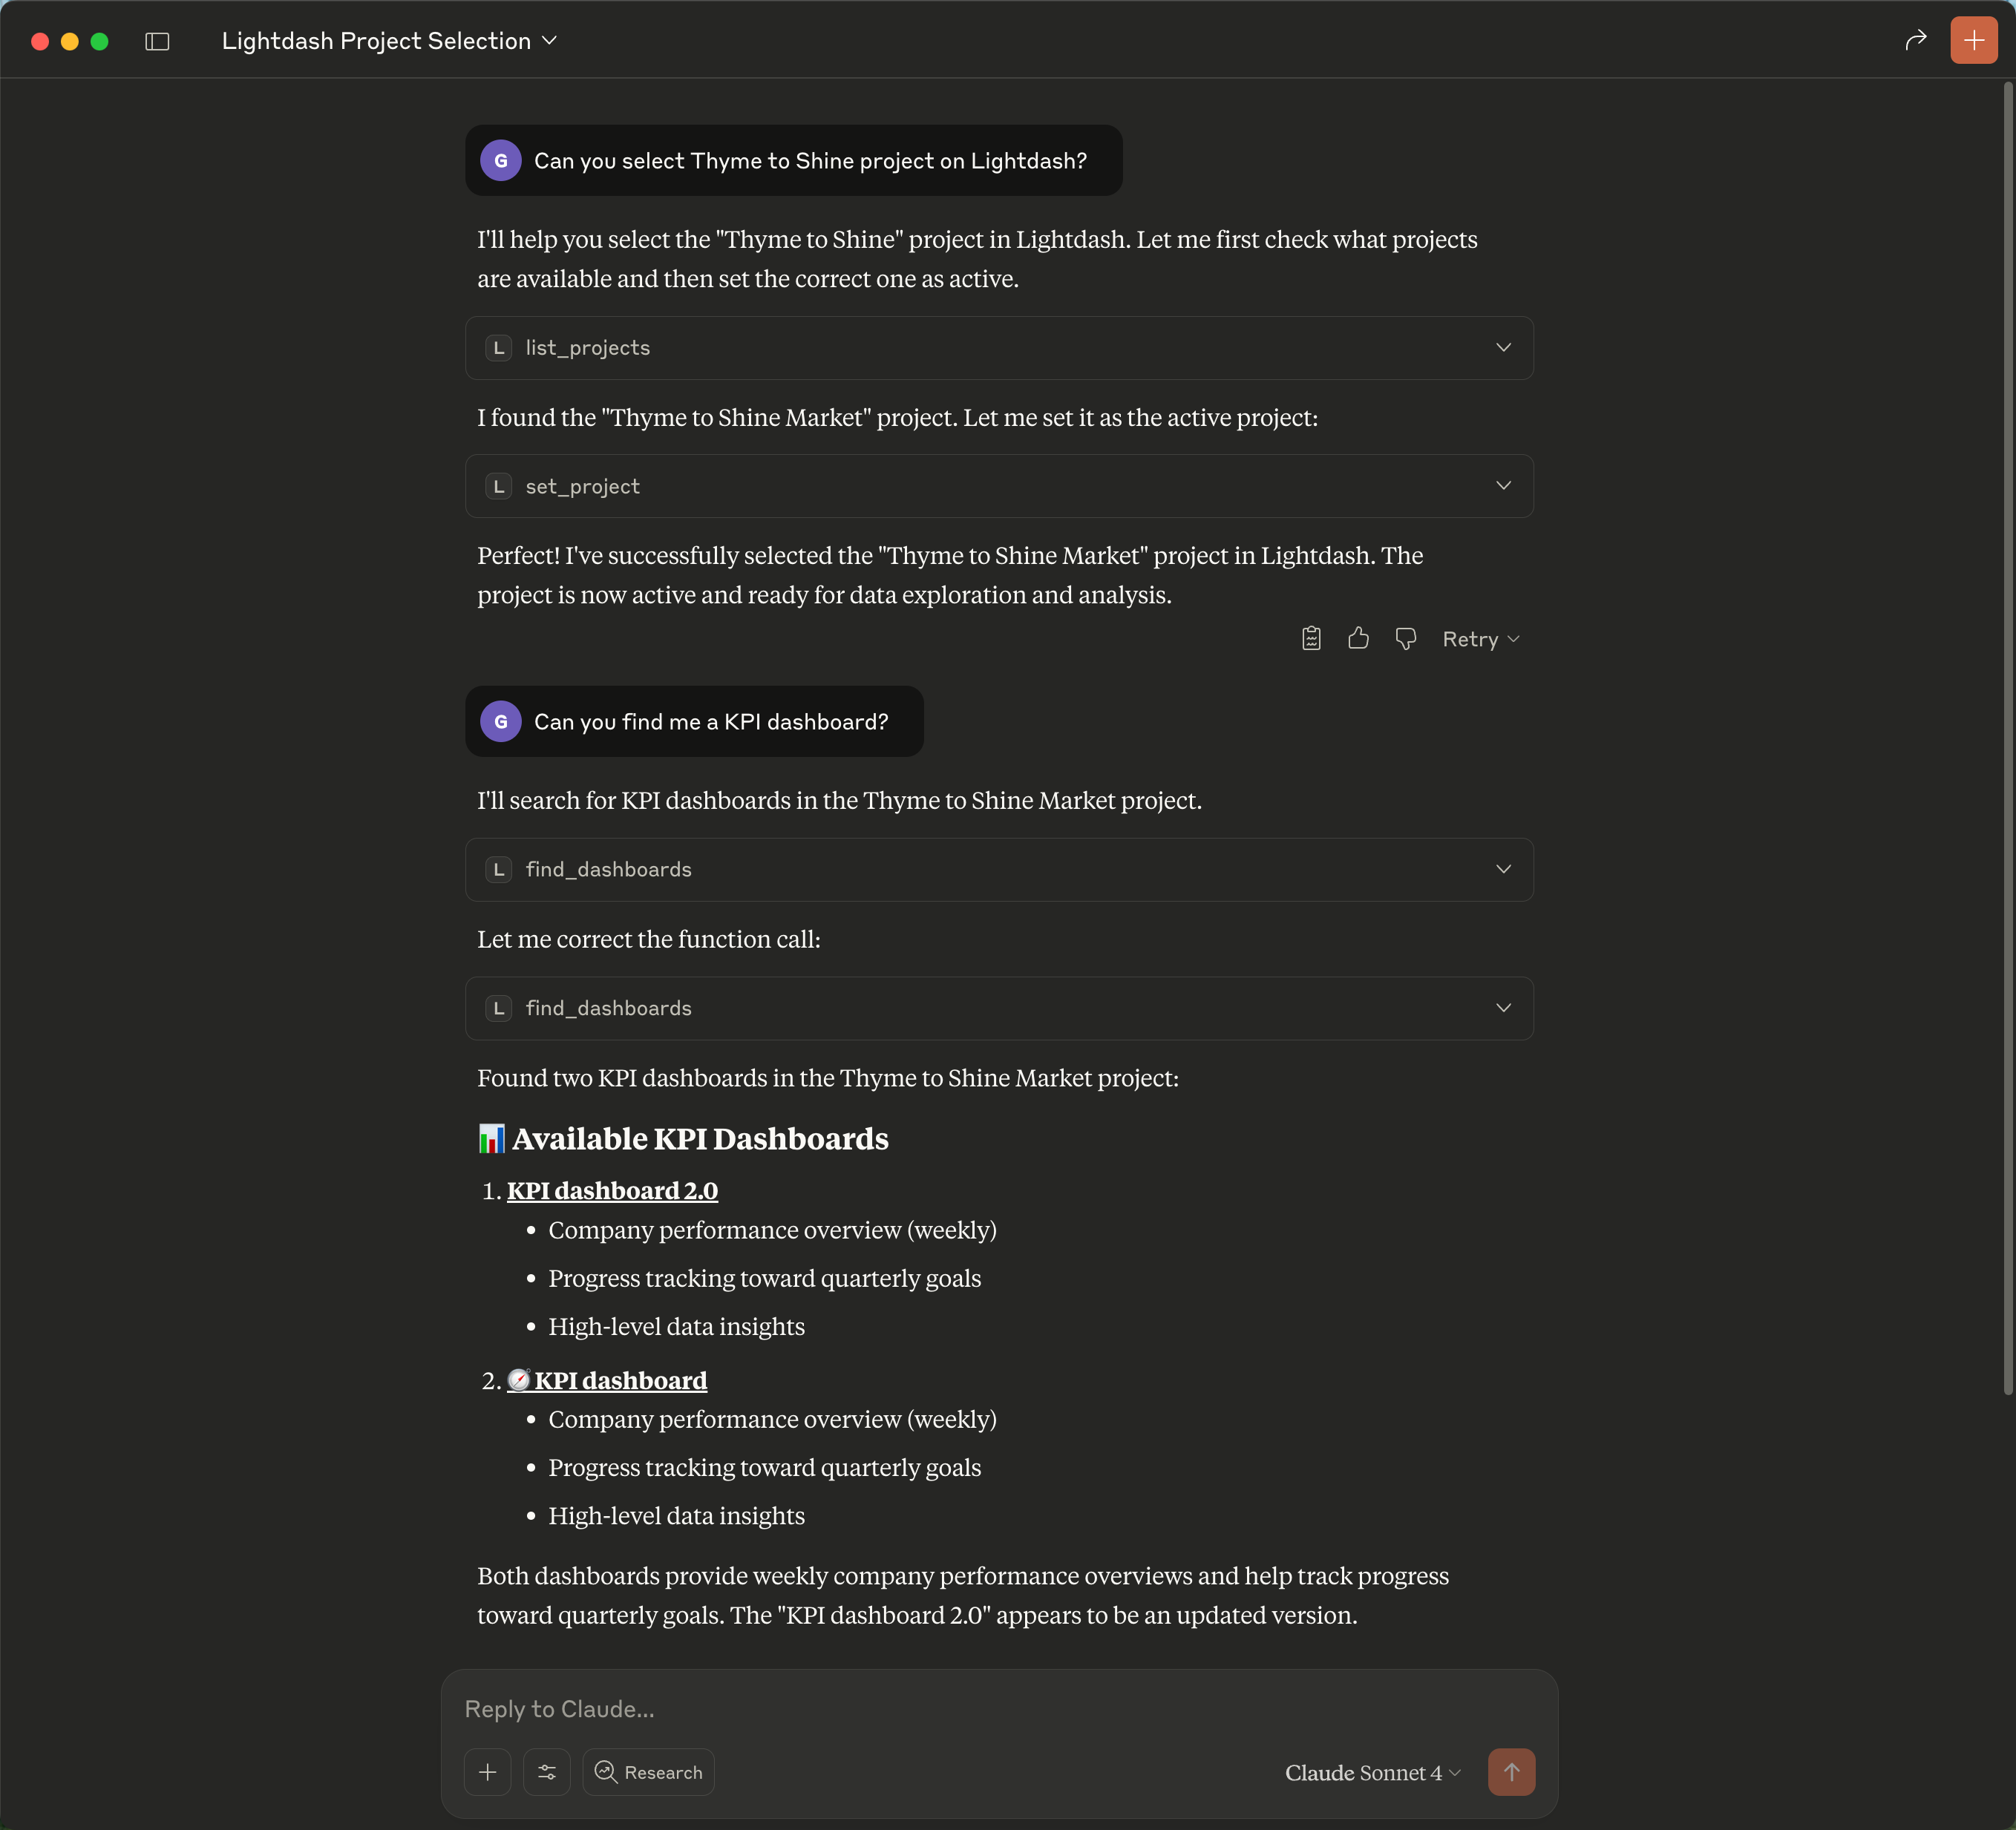 Lightdash Project Selection
G Can you select Thyme to Shine project on Lightdash?
I'll help you select the "Thyme to Shine" project in Lightdash. Let me first check what projects
are available and then set the correct one as active.
L list_projects
I found the "Thyme to Shine Market" project. Let me set it as the active project:
L set_project
Perfect! I've successfully selected the "Thyme to Shine Market" project in Lightdash. The
project is now active and ready for data exploration and analysis.
Retry
G Can you find me a KPI dashboard?
I'll search for KPI dashboards in the Thyme to Shine Market project.
L find_dashboards
Let me correct the function call:
L find_dashboards
Found two KPI dashboards in the Thyme to Shine Market project:
📊 Available KPI Dashboards
1. KPI dashboard 2.0
• Company performance overview (weekly)
• Progress tracking toward quarterly goals
• High-level data insights
2. 🧭 KPI dashboard
• Company performance overview (weekly)
• Progress tracking toward quarterly goals
• High-level data insights
Both dashboards provide weekly company performance overviews and help track progress
toward quarterly goals. The "KPI dashboard 2.0" appears to be an updated version.
Reply to Claude...
Research
Claude Sonnet 4